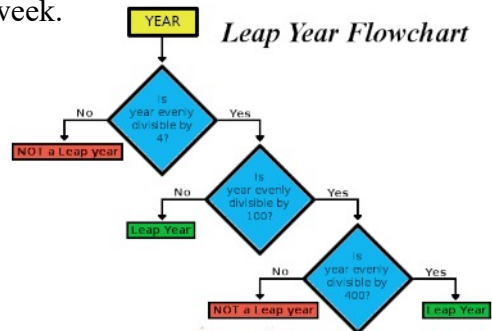 week.
YEAR
Leap Year Flowchart
Is
year evenly
divisible by
4?
No
Yes
NOT a Leap year
Is
year evenly
divisible by
100?
No
Yes
Leap Year
Is
year evenly
divisible by
400?
No
Yes
NOT a Leap year
Leap Year